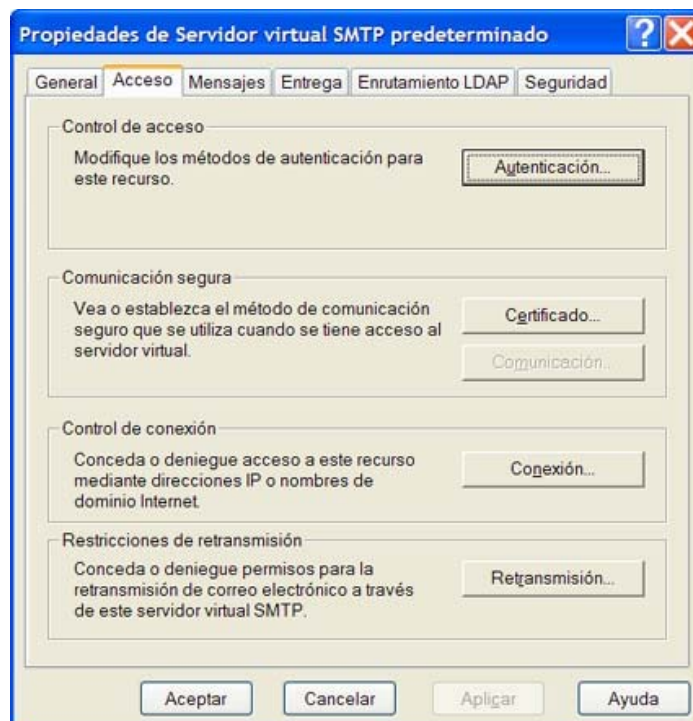 Propiedades de Servidor virtual SMTP predeterminado
General Acceso Mensajes Entrega Enrutamiento LDAP Seguridad
Control de acceso
Modifique los métodos de autenticación para
este recurso.
Autenticación...
Comunicación segura
Vea o establezca el método de comunicación
seguro que se utiliza cuando se tiene acceso al
servidor virtual.
Certificado...
Comunicación...
Control de conexión
Conceda o deniegue acceso a este recurso
mediante direcciones IP o nombres de
dominio Internet.
Conexión...
Restricciones de retransmisión
Conceda o deniegue permisos para la
retransmisión de correo electrónico a través
de este servidor virtual SMTP.
Retransmisión...
Aceptar Cancelar Aplicar Ayuda